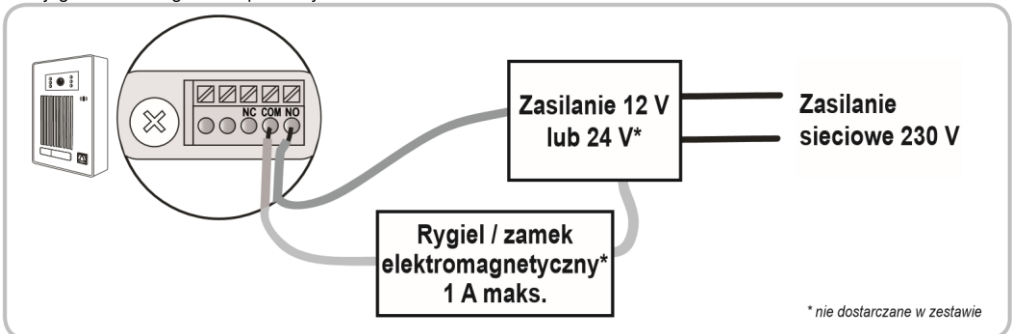 NC COM NO
Zasilanie 12 V
lub 24 V*
Zasilanie
sieciowe 230 V
Rygiel / zamek
elektromagnetyczny*
1 A maks.
* nie dostarczane w zestawie